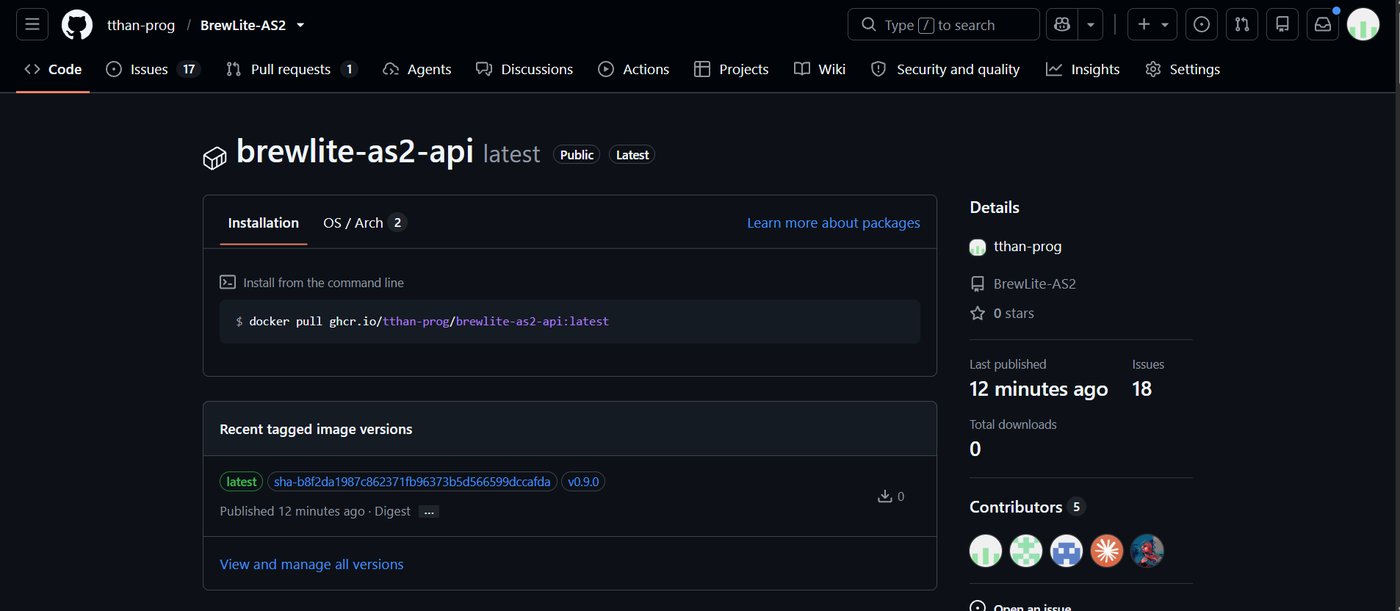 tthan-prog / BrewLite-AS2
Type / to search
Code
Issues 17
Pull requests 1
Agents
Discussions
Actions
Projects
Wiki
Security and quality
Insights
Settings
brewlite-as2-api latest Public Latest
Installation OS / Arch 2 Learn more about packages
Install from the command line
$ docker pull ghcr.io/tthan-prog/brewlite-as2-api:latest
Recent tagged image versions
latest sha-b8f2da1987c862371fb96373b5d566599dccafda v0.9.0
Published 12 minutes ago · Digest ...
0
View and manage all versions
Details
tthan-prog
BrewLite-AS2
0 stars
Last published Issues
12 minutes ago 18
Total downloads
0
Contributors 5
Open an issue